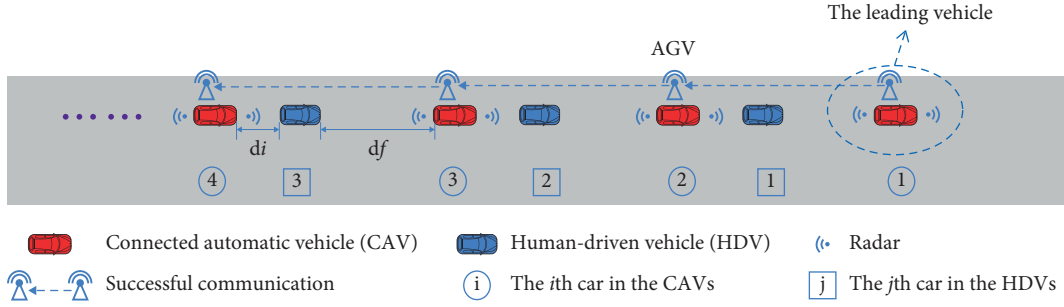 The leading vehicle
AGV
di
df
4
3
3
2
2
1
1
Connected automatic vehicle (CAV)
Human-driven vehicle (HDV)
Radar
Successful communication
i
The ith car in the CAVs
j
The jth car in the HDVs